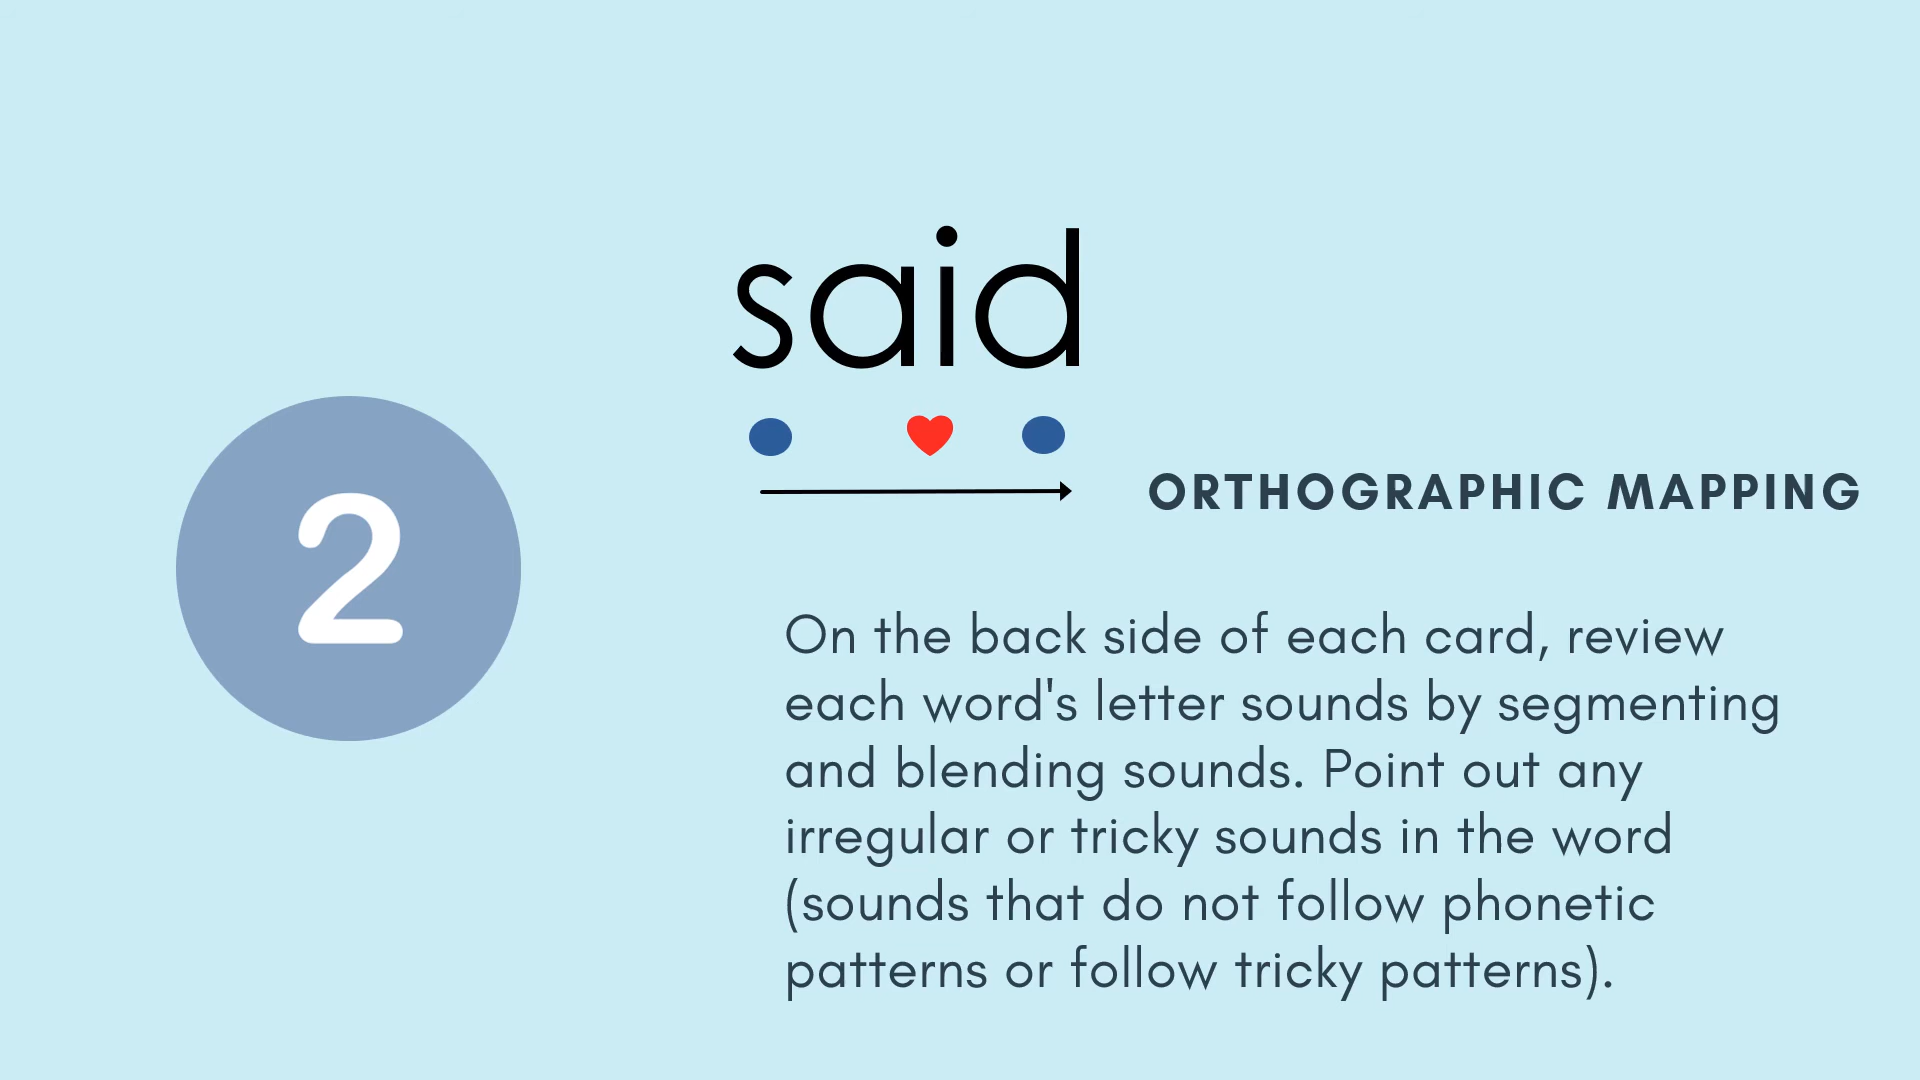 said
2
ORTHOGRAPHIC MAPPING
On the back side of each card, review
each word's letter sounds by segmenting
and blending sounds. Point out any
irregular or tricky sounds in the word
(sounds that do not follow phonetic
patterns or follow tricky patterns).